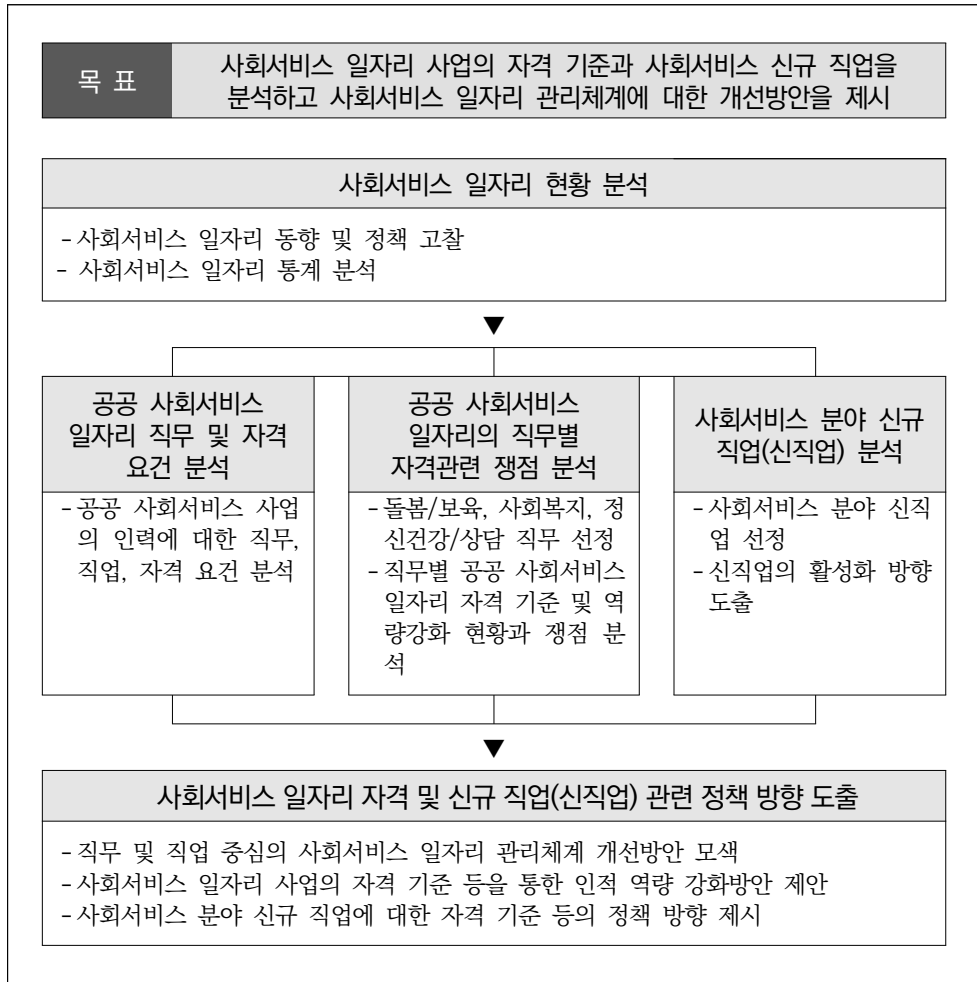 목 표
사회서비스 일자리 사업의 자격 기준과 사회서비스 신규 직업을
분석하고 사회서비스 일자리 관리체계에 대한 개선방안을 제시
사회서비스 일자리 현황 분석
- 사회서비스 일자리 동향 및 정책 고찰
- 사회서비스 일자리 통계 분석
▼
공공 사회서비스
일자리 직무 및 자격
요건 분석
- 공공 사회서비스 사업
의 인력에 대한 직무,
직업, 자격 요건 분석
공공 사회서비스
일자리의 직무별
자격관련 쟁점 분석
- 돌봄/보육, 사회복지, 정
신건강/상담 직무 선정
- 직무별 공공 사회서비스
일자리 자격 기준 및 역
량강화 현황과 쟁점 분
석
사회서비스 분야 신규
직업(신직업) 분석
- 사회서비스 분야 신직
업 선정
- 신직업의 활성화 방향
도출
▼
사회서비스 일자리 자격 및 신규 직업(신직업) 관련 정책 방향 도출
- 직무 및 직업 중심의 사회서비스 일자리 관리체계 개선방안 모색
- 사회서비스 일자리 사업의 자격 기준 등을 통한 인적 역량 강화방안 제안
- 사회서비스 분야 신규 직업에 대한 자격 기준 등의 정책 방향 제시